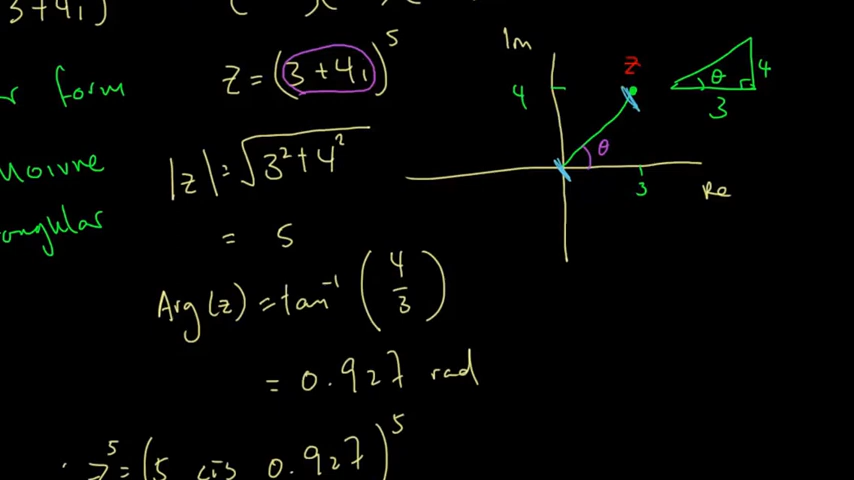 3+4i) ( )( )
z = (3 + 4i)^5
r form
Moivre
|z| = √3² + 4²
ongular
= 5
Arg(z) = tan⁻¹ (4/3)
= 0.927 rad
z^5 = (5 cis 0.927)^5
Im
z
4
θ
3
Re
θ
4
3